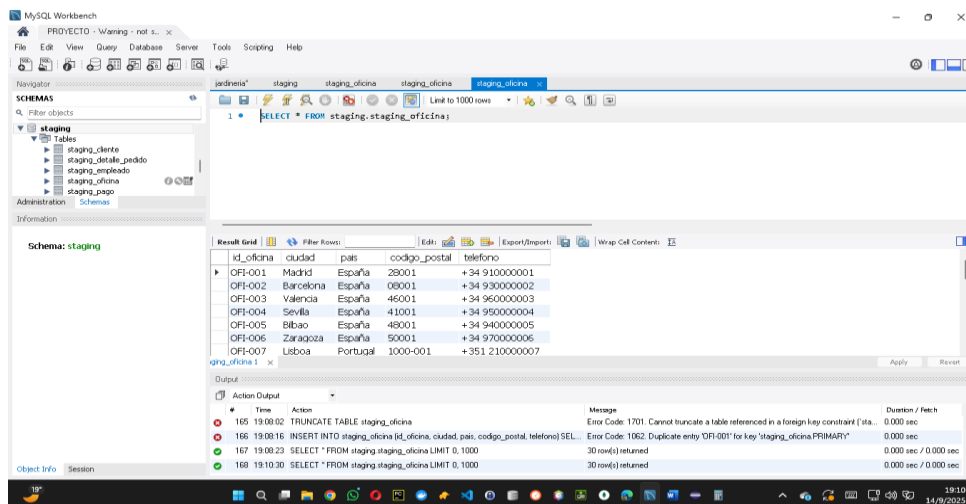 MySQL Workbench
PROYECTO - Warning - not s... ×
File Edit View Query Database Server Tools Scripting Help
Navigator
SCHEMAS
Filter objects
staging
Tables
staging_cliente
staging_detalle_pedido
staging_empleado
staging_oficina
staging_pago
Administration Schemas
Information
Schema: staging
Object Info Session
jardineria* staging staging_oficina staging_oficina staging_oficina ×
Limit to 1000 rows
1 SELECT * FROM staging.staging_oficina;
Result Grid Filter Rows: Edit: Export/Import: Wrap Cell Content:
id_oficina ciudad pais codigo_postal telefono
OFI-001 Madrid España 28001 +34 910000001
OFI-002 Barcelona España 08001 +34 930000002
OFI-003 Valencia España 46001 +34 960000003
OFI-004 Sevilla España 41001 +34 950000004
OFI-005 Bilbao España 48001 +34 940000005
OFI-006 Zaragoza España 50001 +34 970000006
OFI-007 Lisboa Portugal 1000-001 +351 210000007
ging_oficina 1 × Apply Revert
Output
Action Output
# Time Action Message Duration / Fetch
165 19:08:02 TRUNCATE TABLE staging_oficina Error Code: 1701. Cannot truncate a table referenced in a foreign key constraint (`sta... 0.000 sec
166 19:08:16 INSERT INTO staging_oficina (id_oficina, ciudad, pais, codigo_postal, telefono) SEL... Error Code: 1062. Duplicate entry 'OFI-001' for key 'staging_oficina.PRIMARY' 0.000 sec
167 19:08:23 SELECT * FROM staging.staging_oficina LIMIT 0, 1000 30 row(s) returned 0.000 sec / 0.000 sec
168 19:10:30 SELECT * FROM staging.staging_oficina LIMIT 0, 1000 30 row(s) returned 0.000 sec / 0.000 sec
19°
19:10
14/9/2025